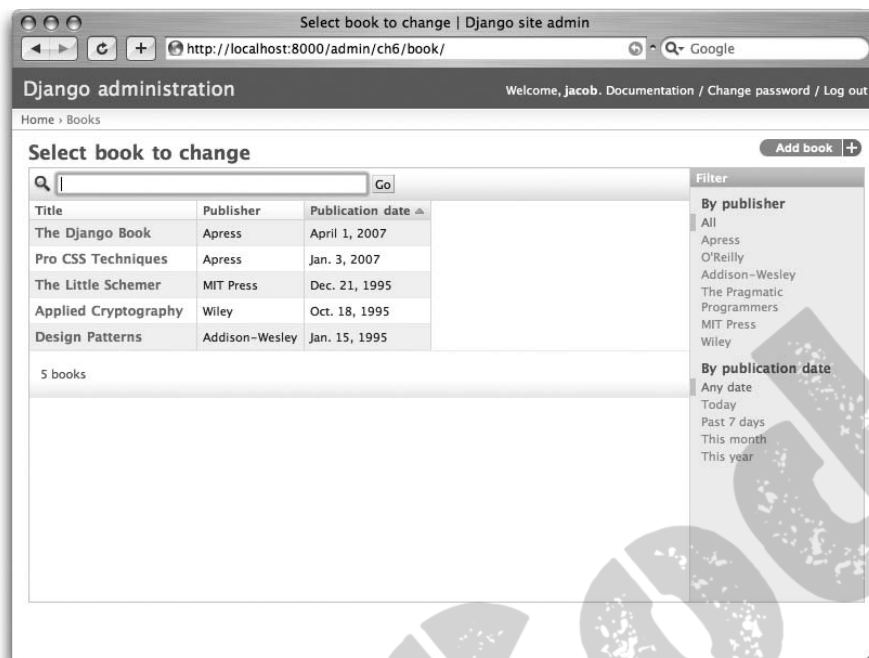 Select book to change | Django site admin
http://localhost:8000/admin/ch6/book/
Google
Django administration
Welcome, jacob. Documentation / Change password / Log out
Home › Books
Select book to change
Add book +
Go
Filter
Title Publisher Publication date
The Django Book Apress April 1, 2007
Pro CSS Techniques Apress Jan. 3, 2007
The Little Schemer MIT Press Dec. 21, 1995
Applied Cryptography Wiley Oct. 18, 1995
Design Patterns Addison-Wesley Jan. 15, 1995
5 books
By publisher
All
Apress
O'Reilly
Addison-Wesley
The Pragmatic
Programmers
MIT Press
Wiley
By publication date
Any date
Today
Past 7 days
This month
This year